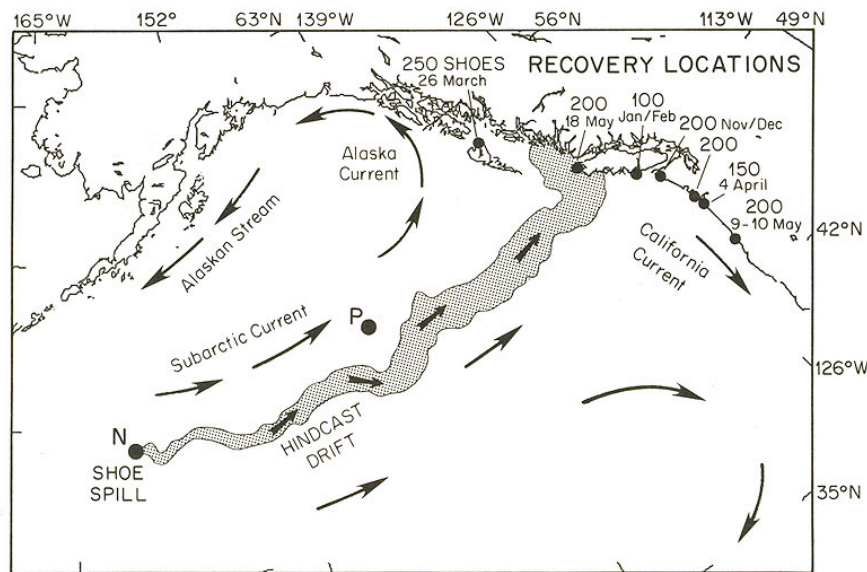 165°W 152° 63°N 139°W 126°W 56°N 113°W 49°N
250 SHOES
26 March
RECOVERY LOCATIONS
200
18 May
100
Jan/Feb
200 Nov/Dec
200
150
4 April
200
9-10 May
Alaska
Current
Alaskan Stream
42°N
California
Current
P
Subarctic Current
126°W
N
SHOE
SPILL
HINDCAST
DRIFT
35°N